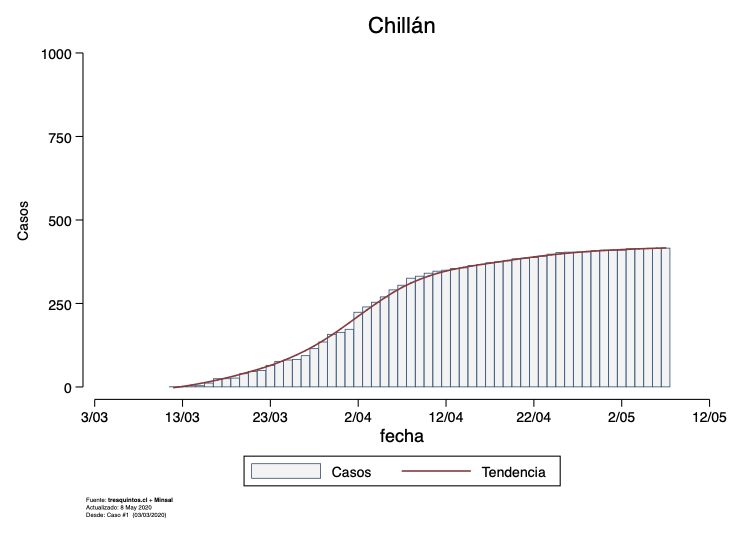 Chillán
1000
750
500
250
0
Casos
3/03 13/03 23/03 2/04 12/04 22/04 2/05 12/05
fecha
Casos Tendencia
Fuente: tresquintos.cl + Minsal
Actualizado: 8 May 2020
Desde: Caso #1 (03/03/2020)